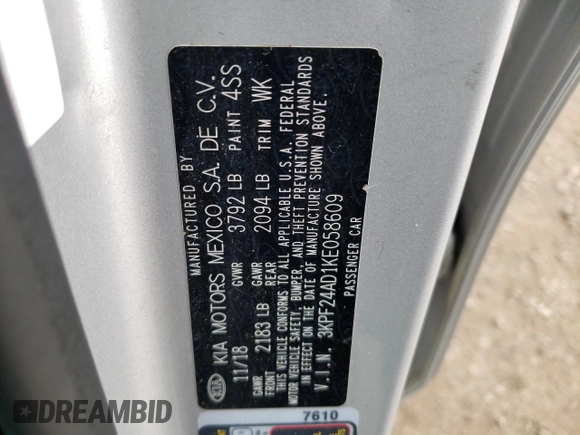 MANUFACTURED BY
KIA KIA MOTORS MEXICO S.A. DE C.V.
11/18 GVWR 3792 LB PAINT 4SS
GAWR FRONT 2183 LB GAWR REAR 2094 LB TRIM WK
THIS VEHICLE CONFORMS TO ALL APPLICABLE U.S.A. FEDERAL
MOTOR VEHICLE SAFETY, BUMPER, AND THEFT PREVENTION STANDARDS
IN EFFECT ON THE DATE OF MANUFACTURE SHOWN ABOVE.
V.I.N. 3KPF24AD1KE058609
PASSENGER CAR
7610
DREAMBID